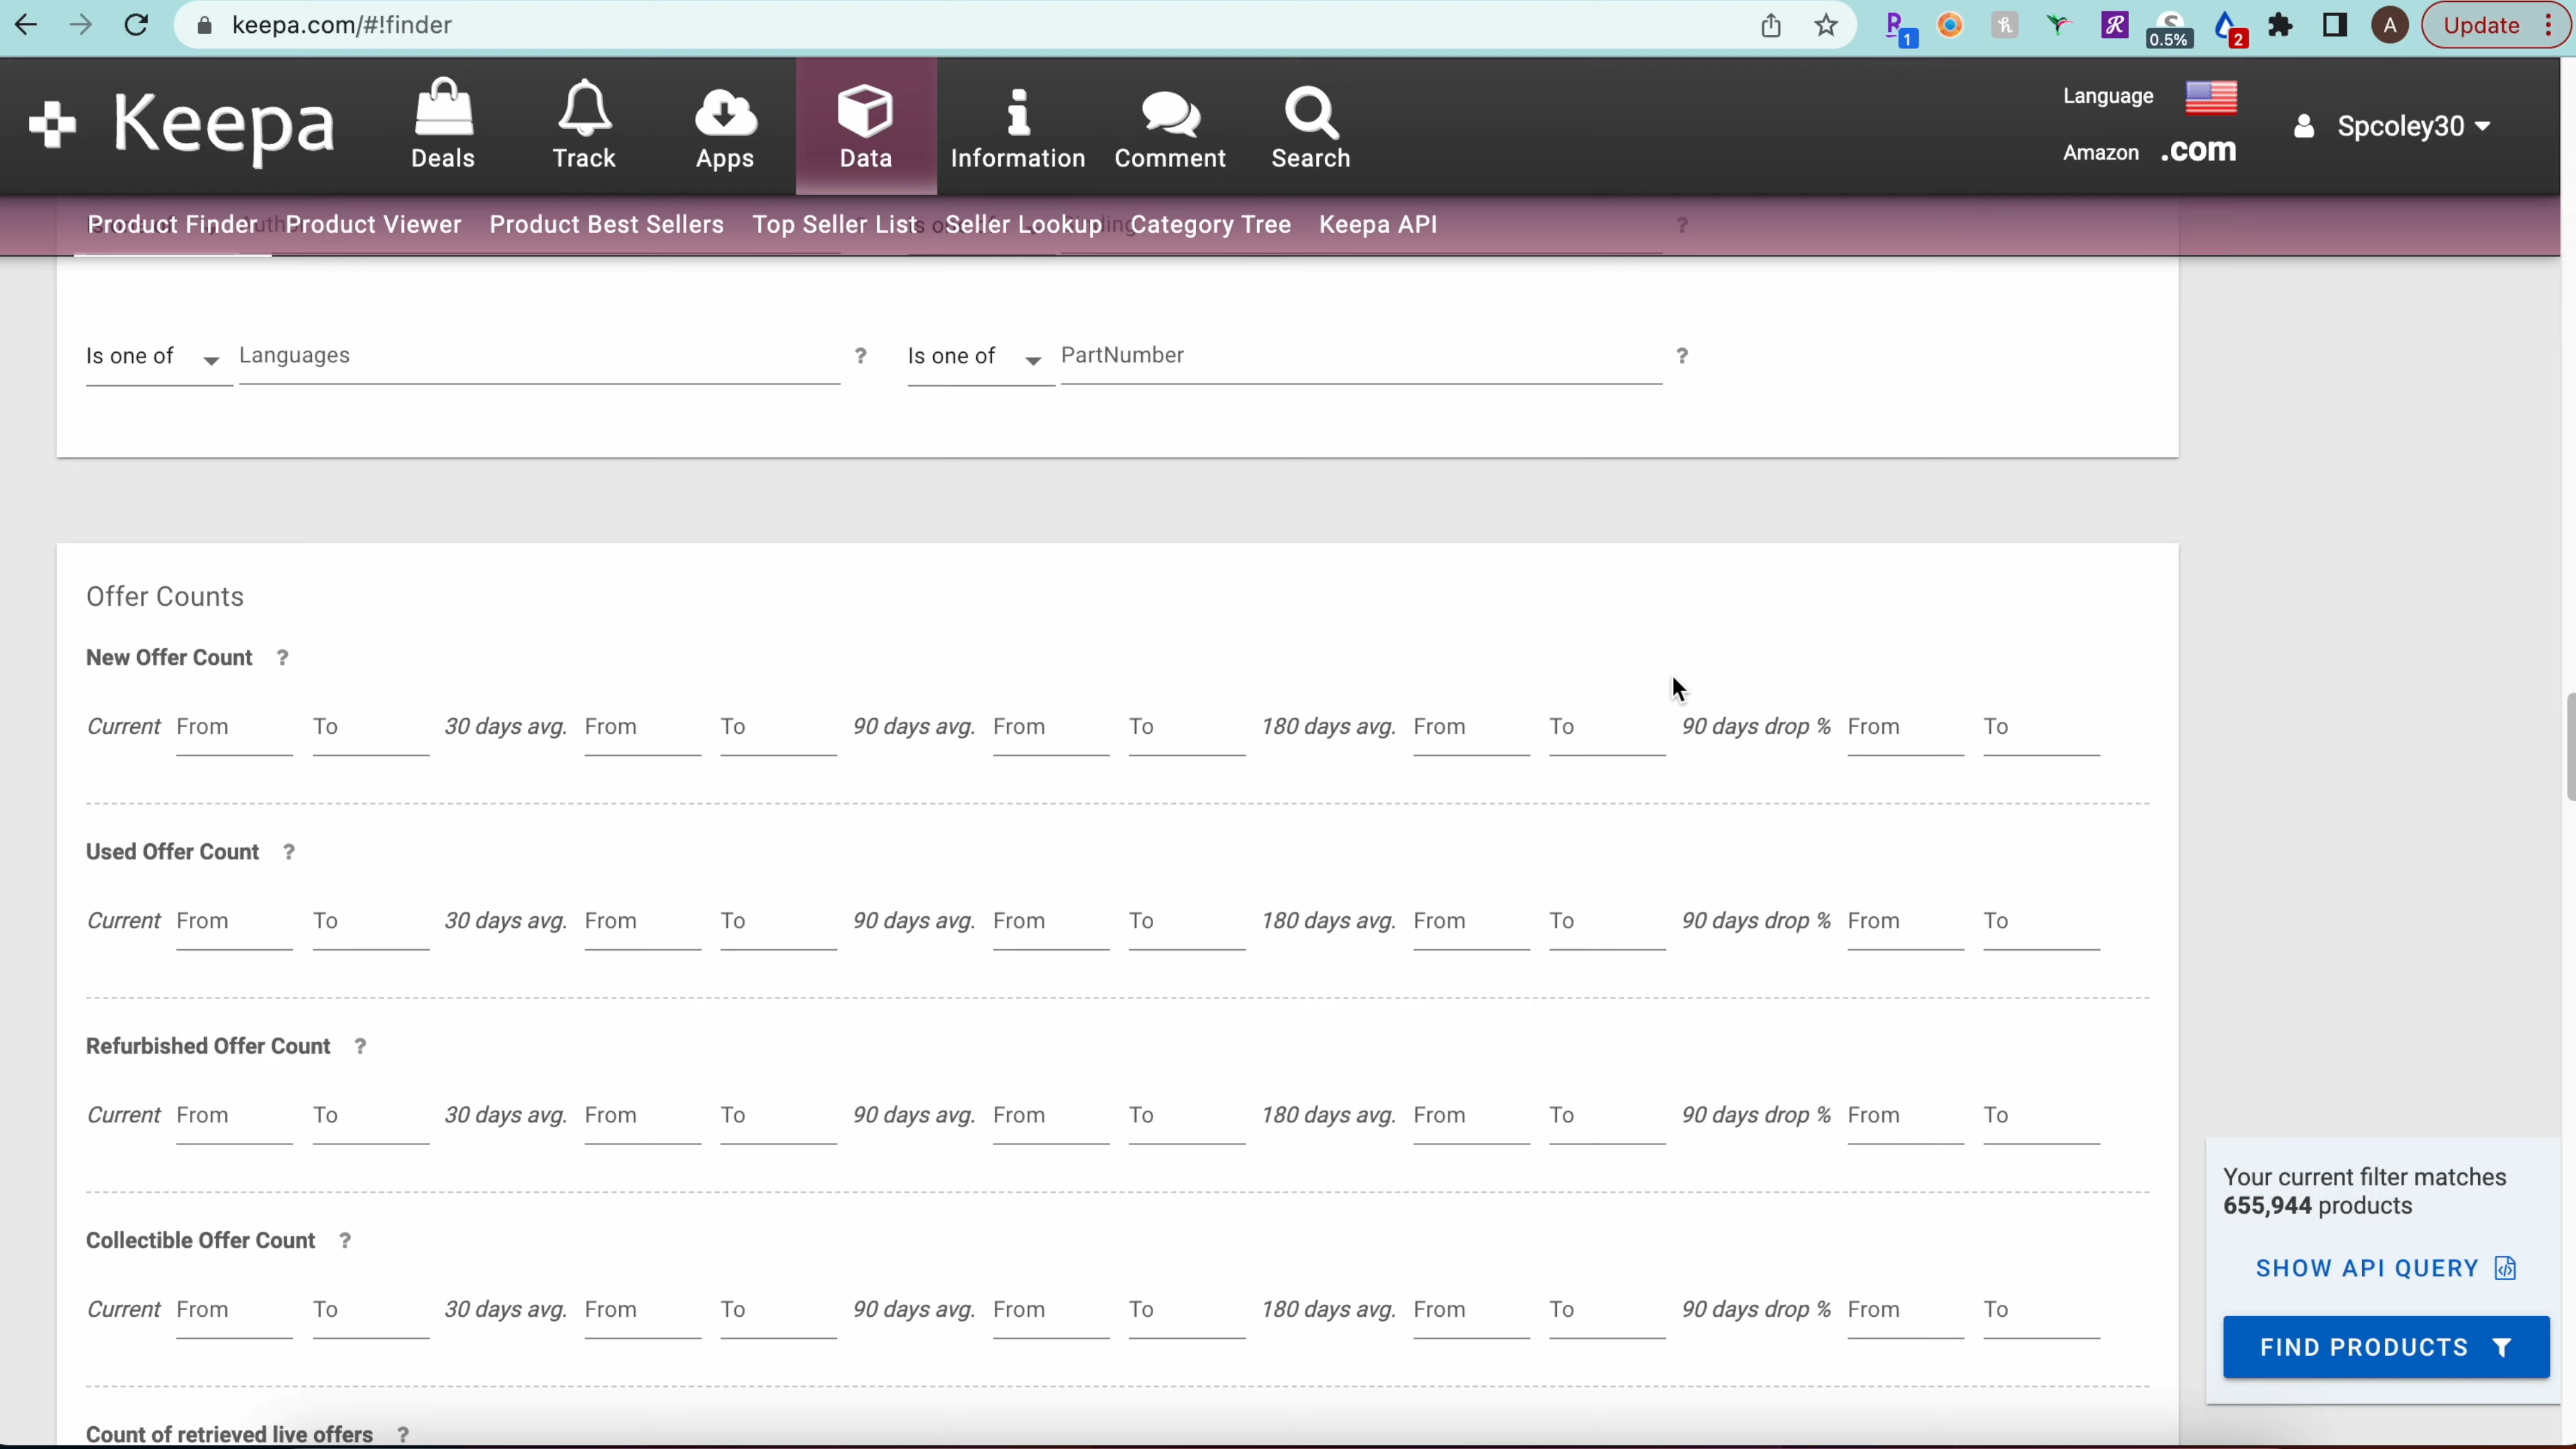 keepa.com/#!finder
1
0.5%
2
A
Update
Keepa
Deals
Track
Apps
Data
Information
Comment
Search
Language
Amazon .com
Spcoley30
Product Finder Product Viewer Product Best Sellers Top Seller List Seller Lookup Category Tree Keepa API
?
Is one of Languages ? Is one of PartNumber ?
Offer Counts
New Offer Count ?
Current From To 30 days avg. From To 90 days avg. From To 180 days avg. From To 90 days drop % From To
Used Offer Count ?
Current From To 30 days avg. From To 90 days avg. From To 180 days avg. From To 90 days drop % From To
Refurbished Offer Count ?
Current From To 30 days avg. From To 90 days avg. From To 180 days avg. From To 90 days drop % From To
Collectible Offer Count ?
Current From To 30 days avg. From To 90 days avg. From To 180 days avg. From To 90 days drop % From To
Count of retrieved live offers ?
Your current filter matches
655,944 products
SHOW API QUERY
FIND PRODUCTS